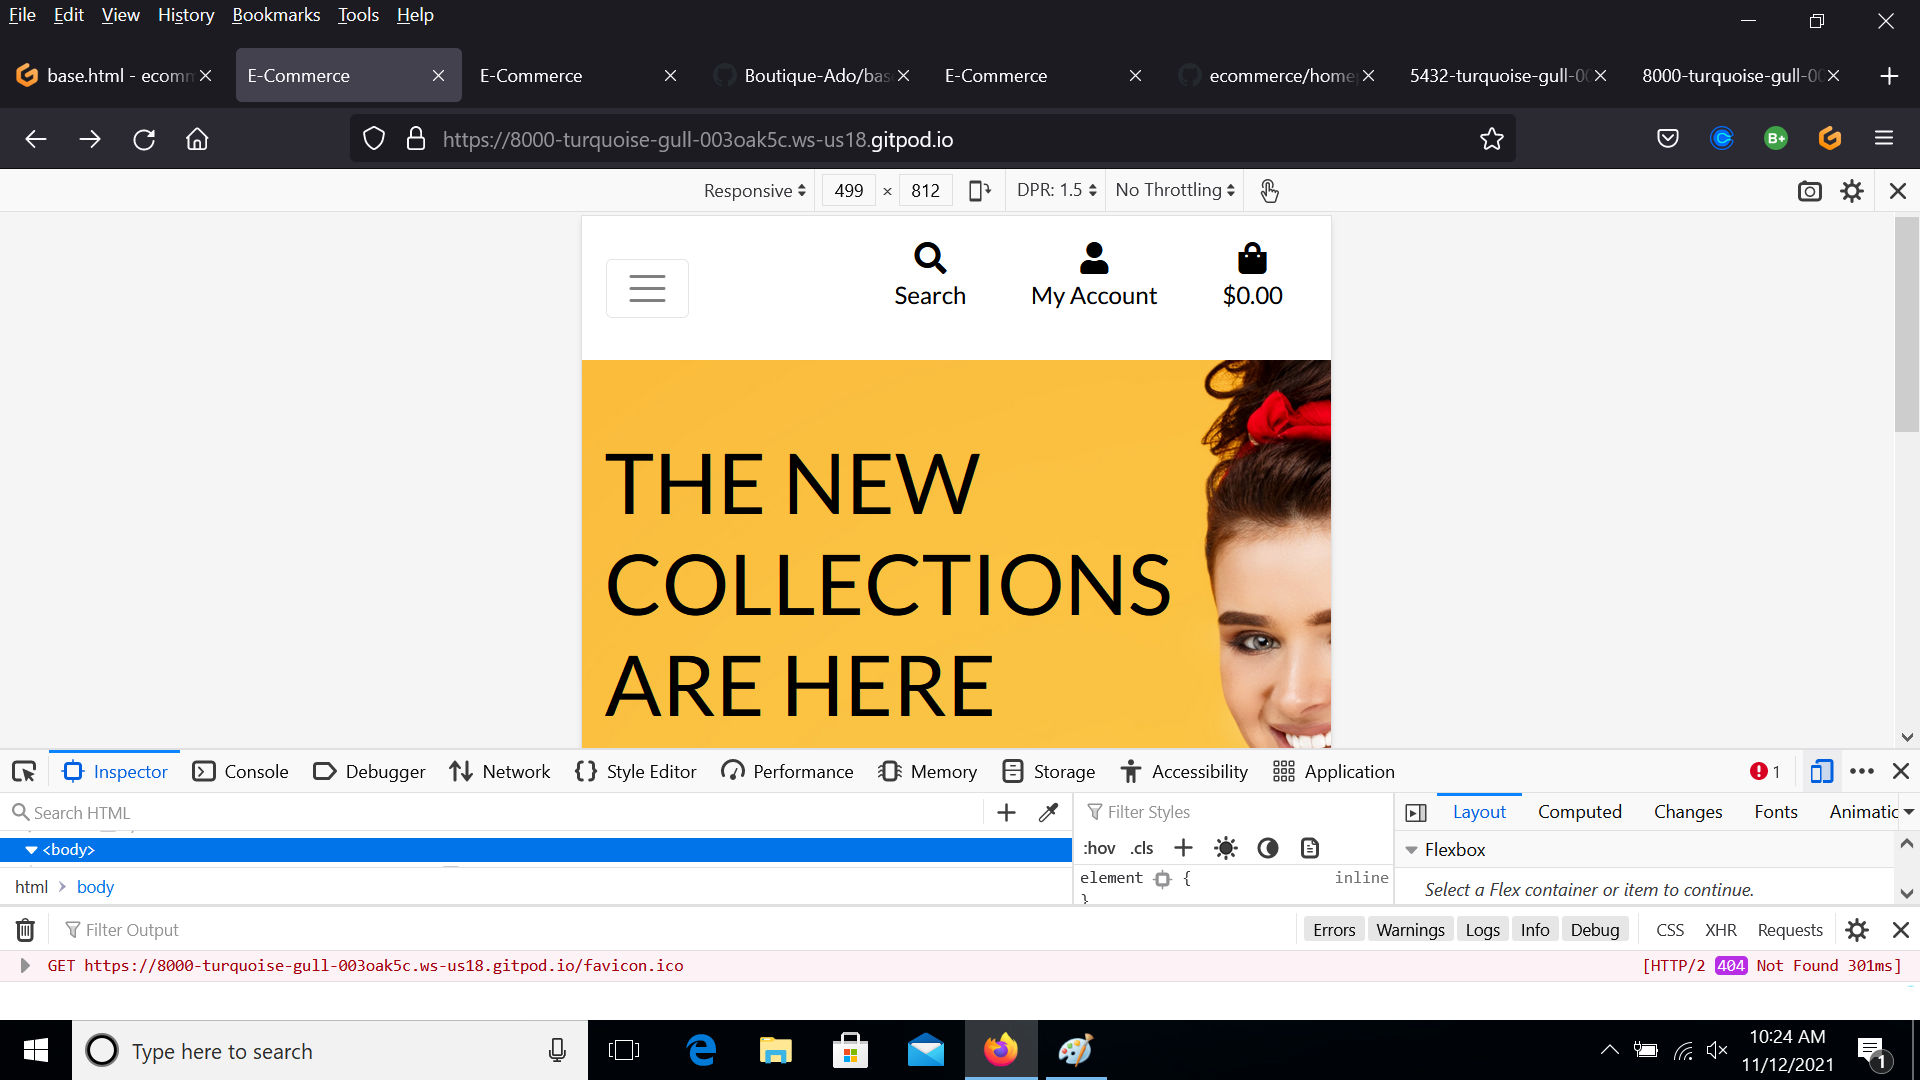 File Edit View History Bookmarks Tools Help
base.html - ecomm E-Commerce E-Commerce Boutique-Ado/bas E-Commerce ecommerce/home 5432-turquoise-gull-00 8000-turquoise-gull-00
https://8000-turquoise-gull-003oak5c.ws-us18.gitpod.io B+
Responsive 499 × 812 DPR: 1.5 No Throttling
Search My Account $0.00
THE NEW
COLLECTIONS
ARE HERE
Inspector Console Debugger Network Style Editor Performance Memory Storage Accessibility Application 1
Search HTML Filter Styles Layout Computed Changes Fonts Animatic
<body> :hov .cls Flexbox
html body element { inline Select a Flex container or item to continue.
}
Filter Output Errors Warnings Logs Info Debug CSS XHR Requests
GET https://8000-turquoise-gull-003oak5c.ws-us18.gitpod.io/favicon.ico [HTTP/2 404 Not Found 301ms]
Type here to search 10:24 AM
11/12/2021 1